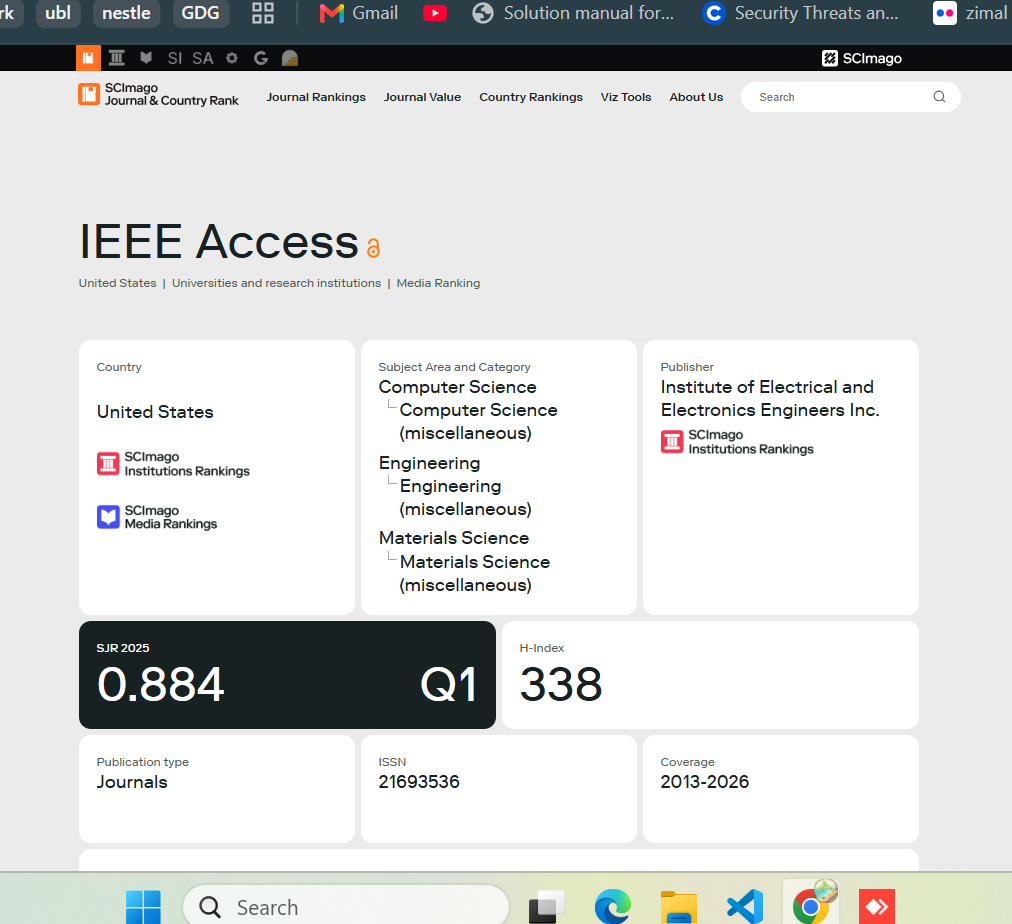 rk ubl nestle GDG Gmail Solution manual for... Security Threats an... zimal
SI SA G SCImago
SCImago
Journal & Country Rank
Journal Rankings Journal Value Country Rankings Viz Tools About Us Search
IEEE Access
United States | Universities and research institutions | Media Ranking
Country
United States
SCImago
Institutions Rankings
SCImago
Media Rankings
Subject Area and Category
Computer Science
Computer Science
(miscellaneous)
Engineering
Engineering
(miscellaneous)
Materials Science
Materials Science
(miscellaneous)
Publisher
Institute of Electrical and
Electronics Engineers Inc.
SCImago
Institutions Rankings
SJR 2025
0.884 Q1
H-Index
338
Publication type
Journals
ISSN
21693536
Coverage
2013-2026
Search